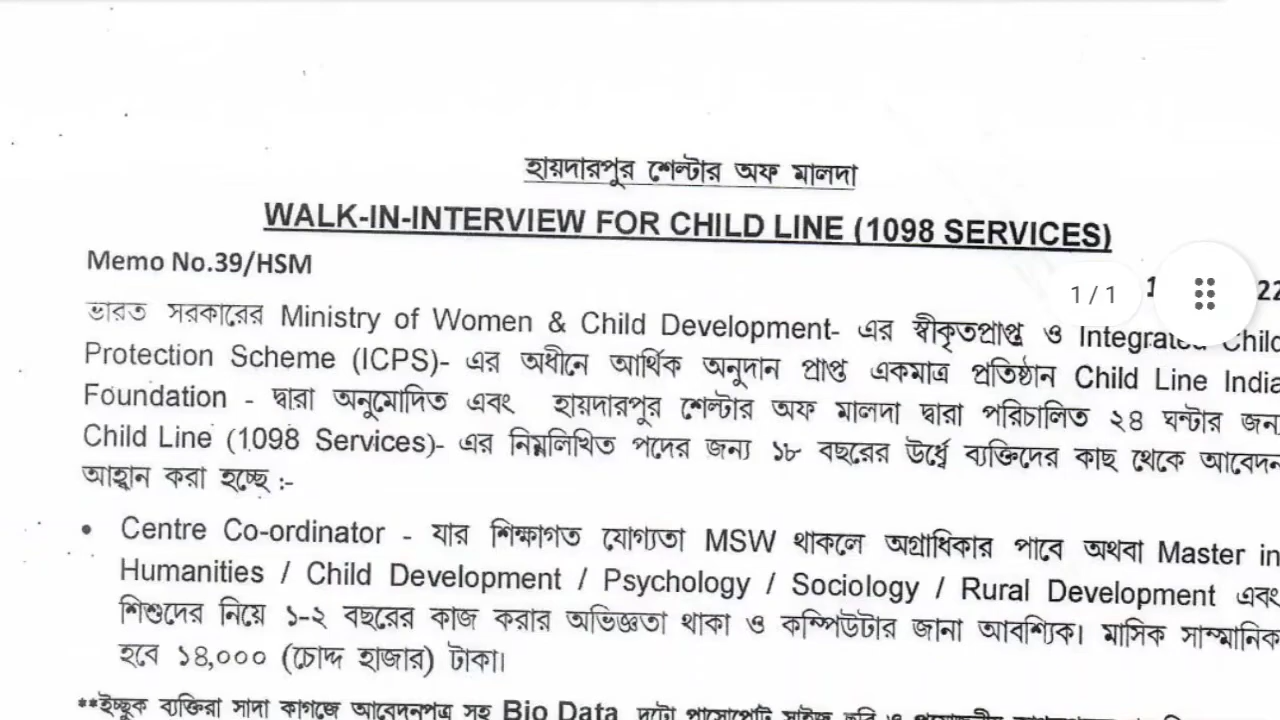 হায়দারপুর শেল্টার অফ মালদা
WALK-IN-INTERVIEW FOR CHILD LINE (1098 SERVICES)
Memo No.39/HSM
1 / 1
ভারত সরকারের Ministry of Women & Child Development- এর স্বীকৃতপ্রাপ্ত ও Integrated Child
Protection Scheme (ICPS)- এর অধীনে আর্থিক অনুদান প্রাপ্ত একমাত্র প্রতিষ্ঠান Child Line India
Foundation - দ্বারা অনুমোদিত এবং হায়দারপুর শেল্টার অফ মালদা দ্বারা পরিচালিত ২৪ ঘন্টার জন্য
Child Line (1098 Services)- এর নিম্নলিখিত পদের জন্য ১৮ বছরের উর্ধ্বে ব্যক্তিদের কাছ থেকে আবেদন
আহ্বান করা হচ্ছে :-
• Centre Co-ordinator - যার শিক্ষাগত যোগ্যতা MSW থাকলে অগ্রাধিকার পাবে অথবা Master in
Humanities / Child Development / Psychology / Sociology / Rural Development এবং
শিশুদের নিয়ে ১-২ বছরের কাজ করার অভিজ্ঞতা থাকা ও কম্পিউটার জানা আবশ্যিক। মাসিক সাম্মানিক
হবে ১৪,০০০ (চোদ্দ হাজার) টাকা।
**ইচ্ছুক ব্যক্তিরা সাদা কাগজে আবেদনপত্র সহ Bio Data